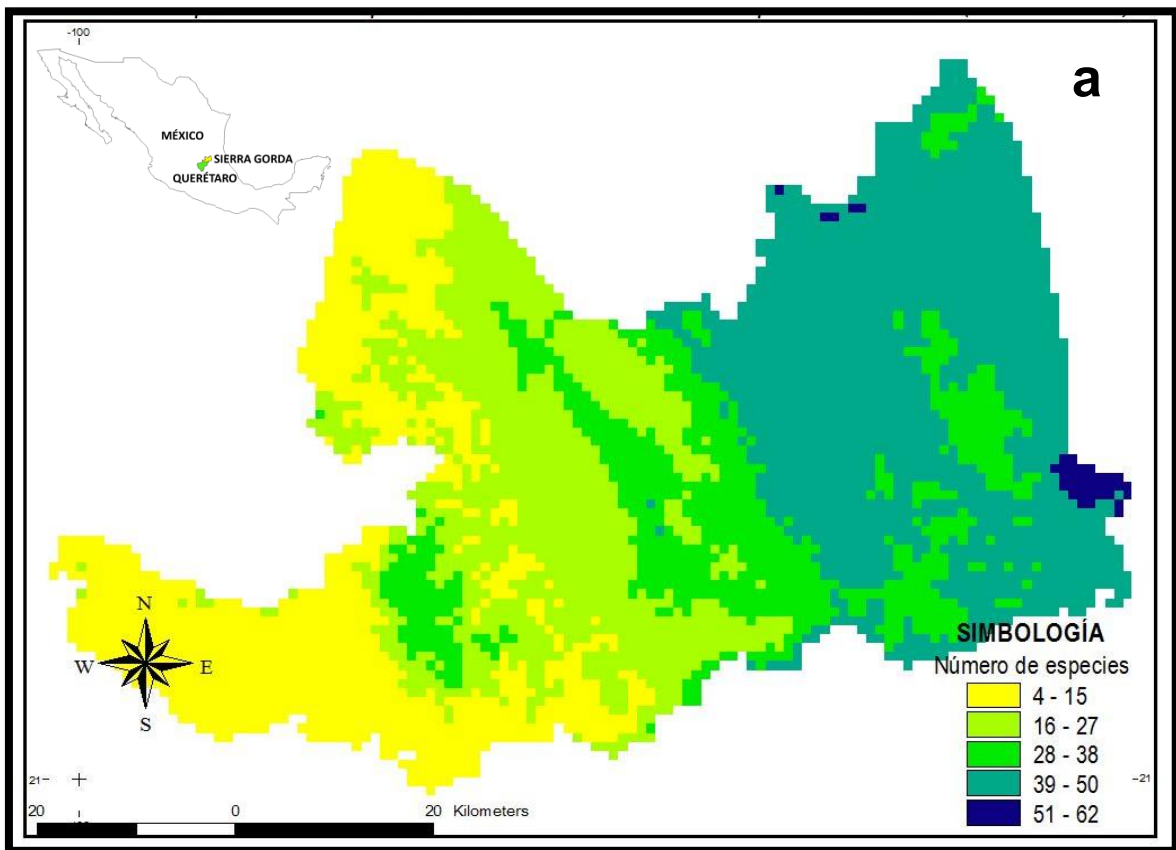 -100
a
MÉXICO
SIERRA GORDA
QUERÉTARO
N
W
E
S
SIMBOLOGÍA
Número de especies
4 - 15
16 - 27
28 - 38
39 - 50
51 - 62
21
-21
20 0 20 Kilometers